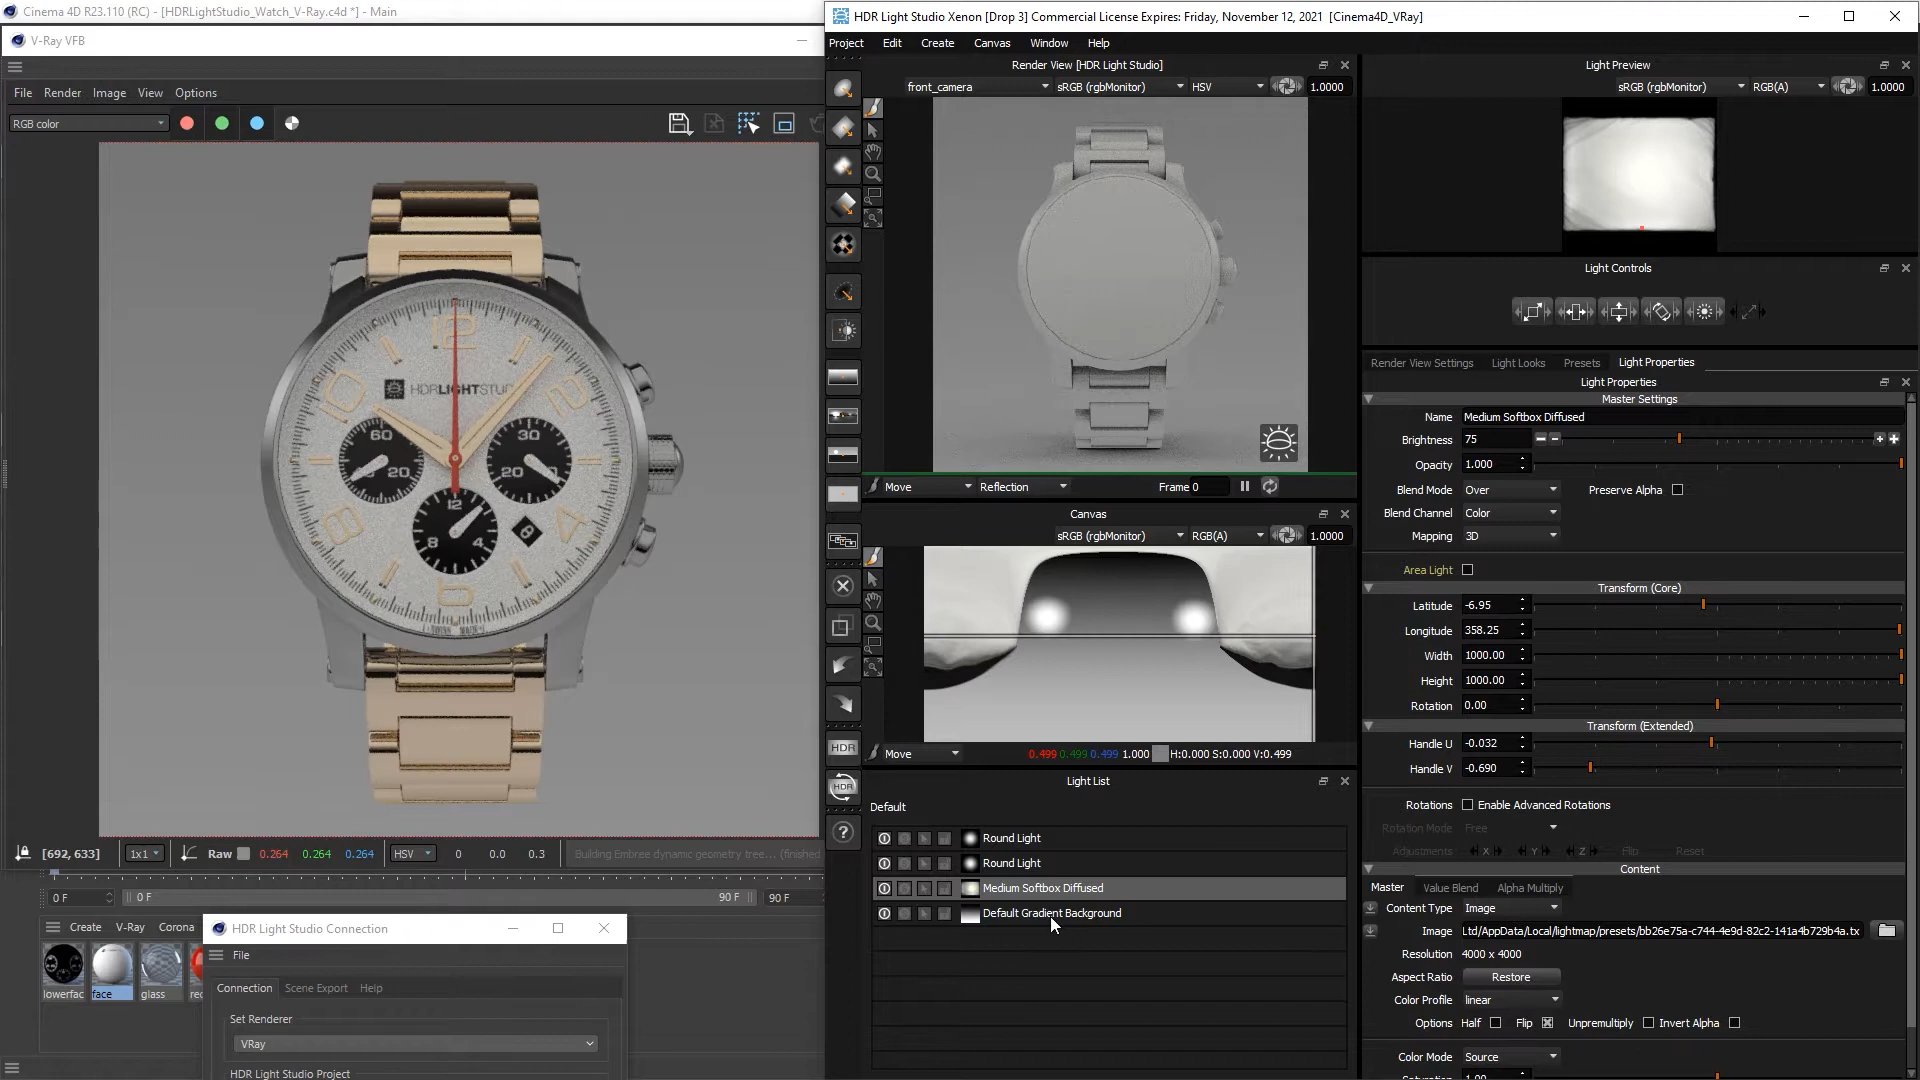 Cinema 4D R23.110 (RC) - [HDRLightStudio_Watch_V-Ray.c4d *] - Main
V-Ray VFB
File Render Image View Options
RGB color
12
HDRLIGHTSTUD
60
20
30
20
12
8 4
[692, 633] 1x1 Raw 0.264 0.264 0.264 HSV 0 0.0 0.3 Building Embree dynamic geometry tree... (finished
0 F 0 F 90 F 90 F
Create V-Ray Corona
lowerfac face glass rec
HDR Light Studio Connection
File
Connection Scene Export Help
Set Renderer
VRay
HDR Light Studio Project
HDR Light Studio Xenon [Drop 3] Commercial License Expires: Friday, November 12, 2021 [Cinema4D_VRay]
Project Edit Create Canvas Window Help
Render View [HDR Light Studio]
front_camera sRGB (rgbMonitor) HSV 1.0000
Move Reflection Frame 0
Canvas
sRGB (rgbMonitor) RGB(A) 1.0000
Move 0.499 0.499 0.499 1.000 H:0.000 S:0.000 V:0.499
HDR
HDR
?
Light List
Default
Round Light
Round Light
Medium Softbox Diffused
Default Gradient Background
Light Preview
sRGB (rgbMonitor) RGB(A) 1.0000
Light Controls
Render View Settings Light Looks Presets Light Properties
Light Properties
Master Settings
Name Medium Softbox Diffused
Brightness 75
Opacity 1.000
Blend Mode Over Preserve Alpha
Blend Channel Color
Mapping 3D
Area Light
Transform (Core)
Latitude -6.95
Longitude 358.25
Width 1000.00
Height 1000.00
Rotation 0.00
Transform (Extended)
Handle U -0.032
Handle V -0.690
Rotations Enable Advanced Rotations
Rotation Mode Free
Adjustments X Y Z Flip Reset
Content
Master Value Blend Alpha Multiply
Content Type Image
Image Ltd/AppData/Local/lightmap/presets/bb26e75a-c744-4e9d-82c2-141a4b729b4a.tx
Resolution 4000 x 4000
Aspect Ratio Restore
Color Profile linear
Options Half Flip Unpremultiply Invert Alpha
Color Mode Source